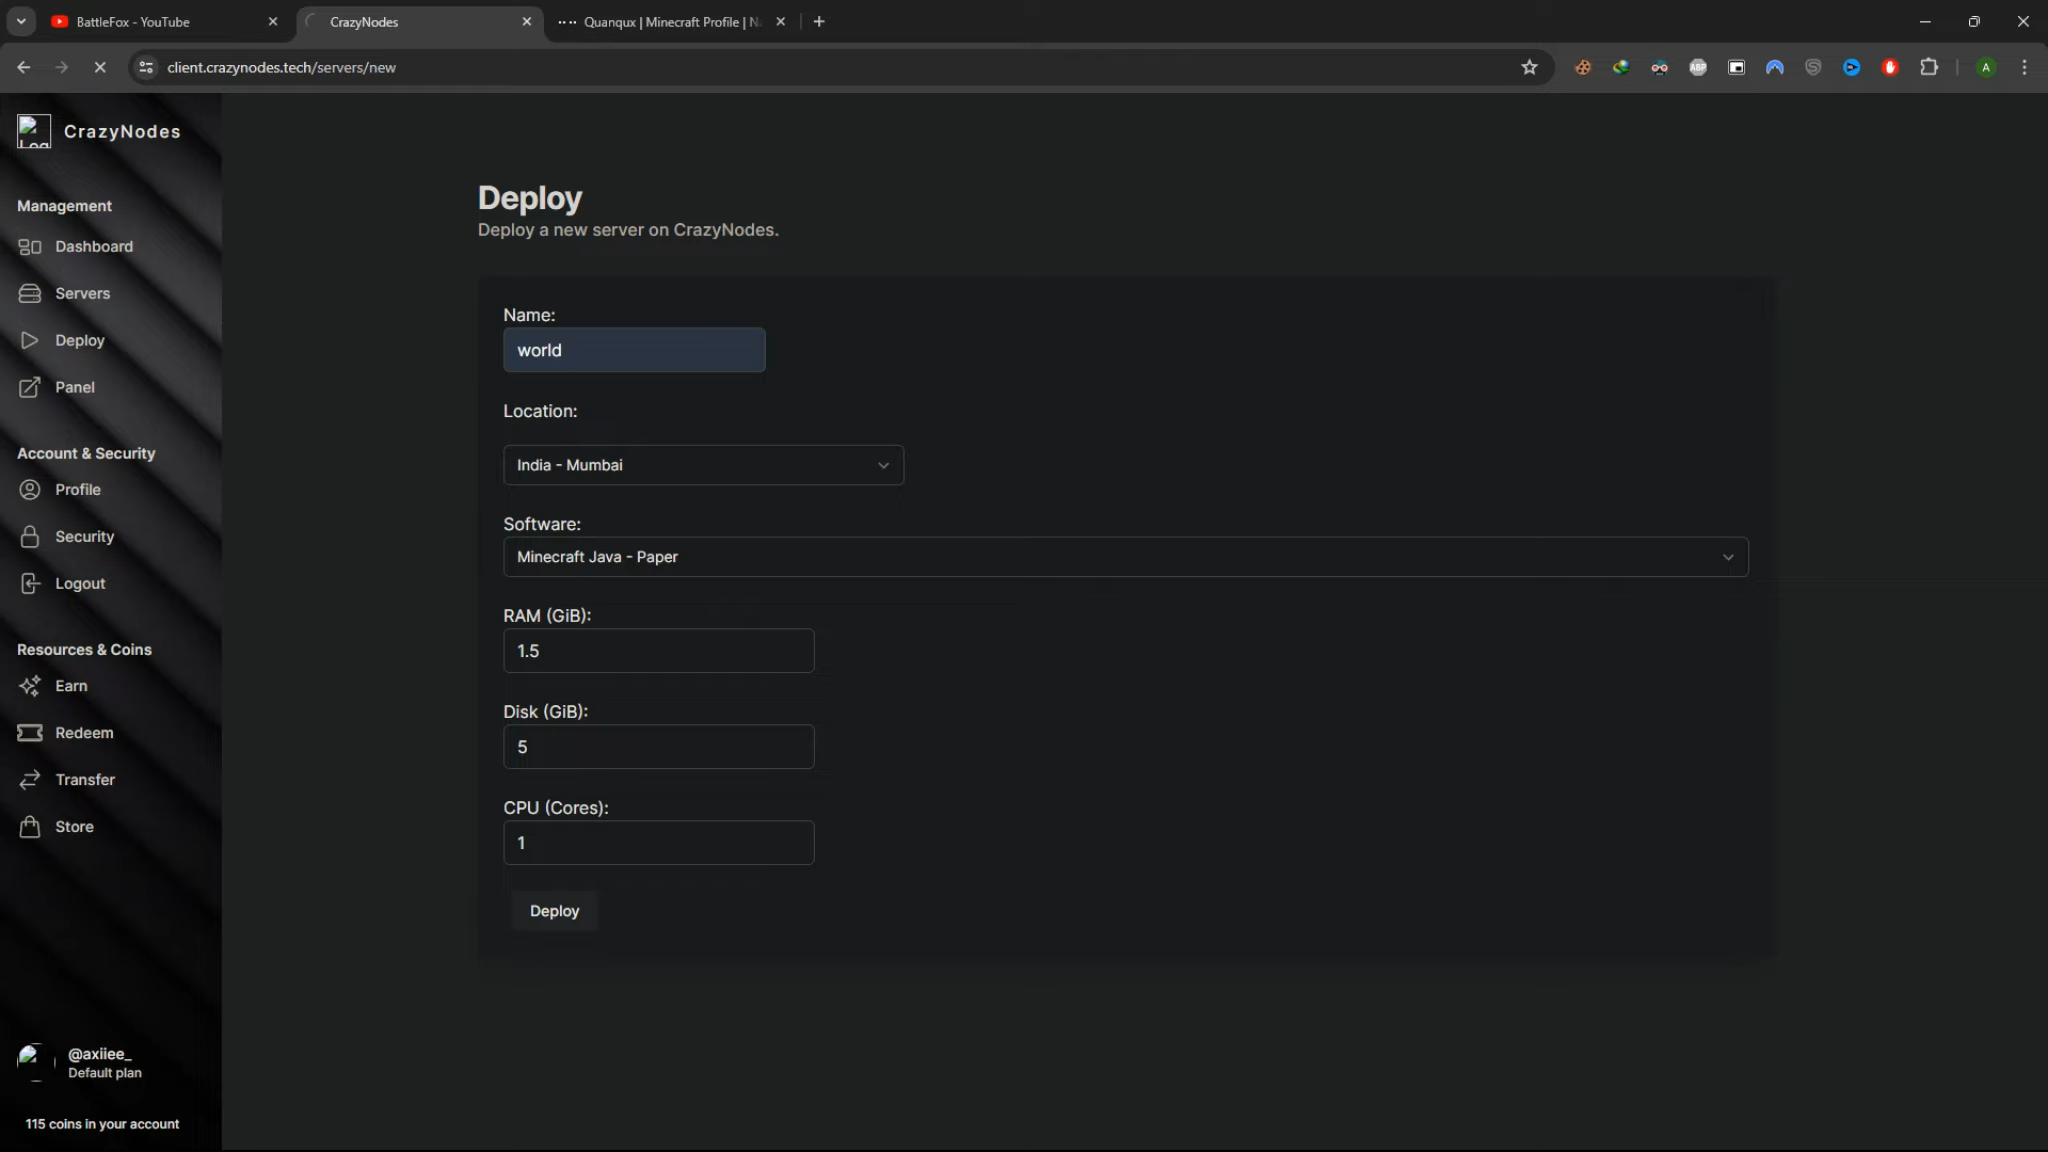 BattleFox - YouTube
CrazyNodes
Quanqux | Minecraft Profile | N
client.crazynodes.tech/servers/new
ABP
A
Log
CrazyNodes
Management
Dashboard
Servers
Deploy
Panel
Account & Security
Profile
Security
Logout
Resources & Coins
Earn
Redeem
Transfer
Store
@axiiee_
Default plan
115 coins in your account
Deploy
Deploy a new server on CrazyNodes.
Name:
world
Location:
India - Mumbai
Software:
Minecraft Java - Paper
RAM (GiB):
1.5
Disk (GiB):
5
CPU (Cores):
1
Deploy